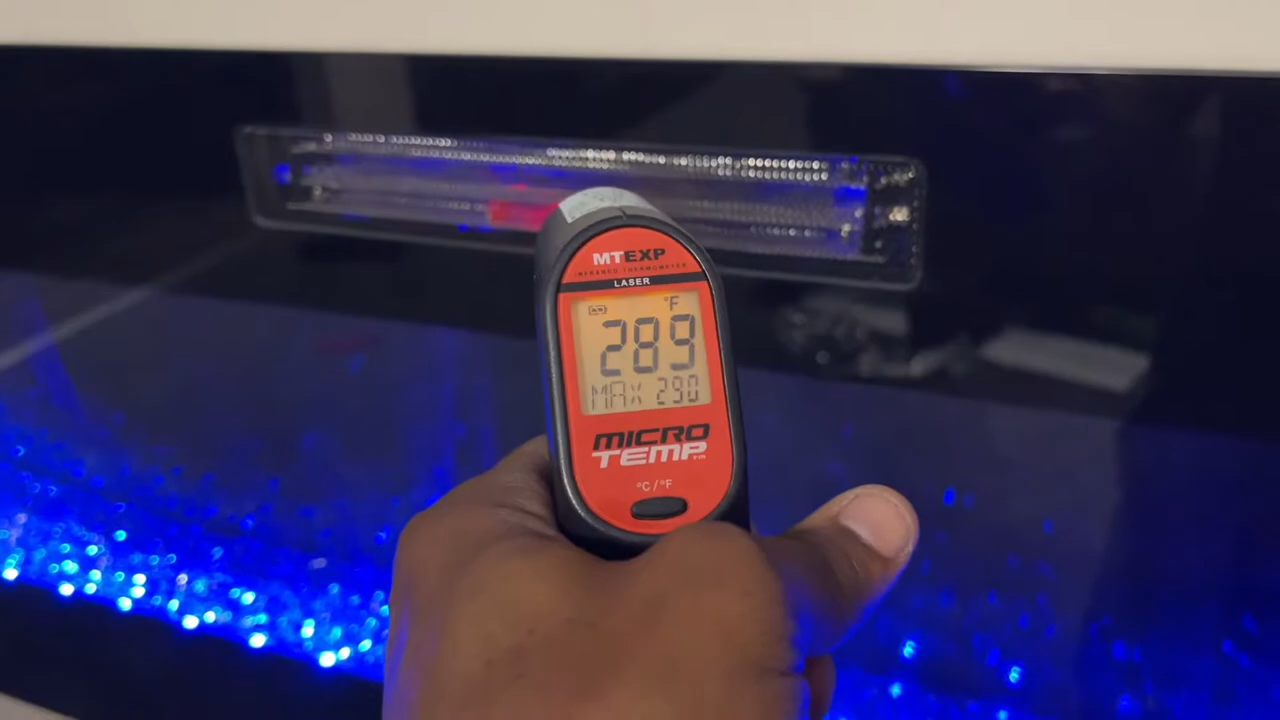 MTEXP
INFRARED THERMOMETER
LASER
°F
289
MAX 290
MICRO
TEMP
°C/°F